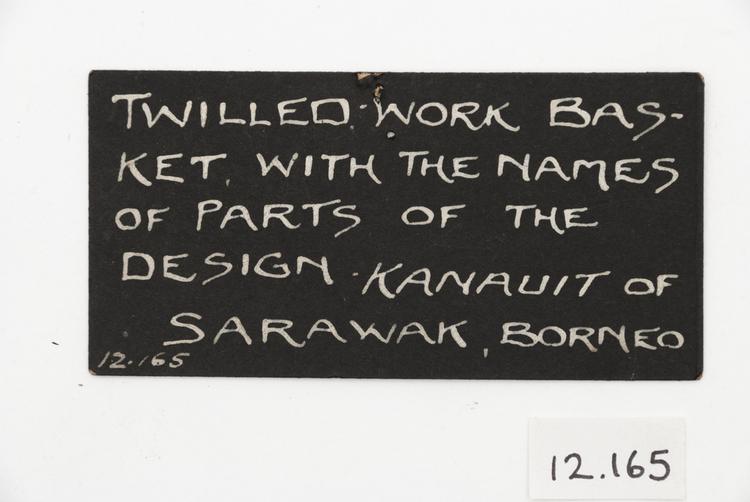 TWILLED-WORK BAS-
KET, WITH THE NAMES
OF PARTS OF THE
DESIGN. KANAUIT OF
SARAWAK, BORNEO
12.165
12.165